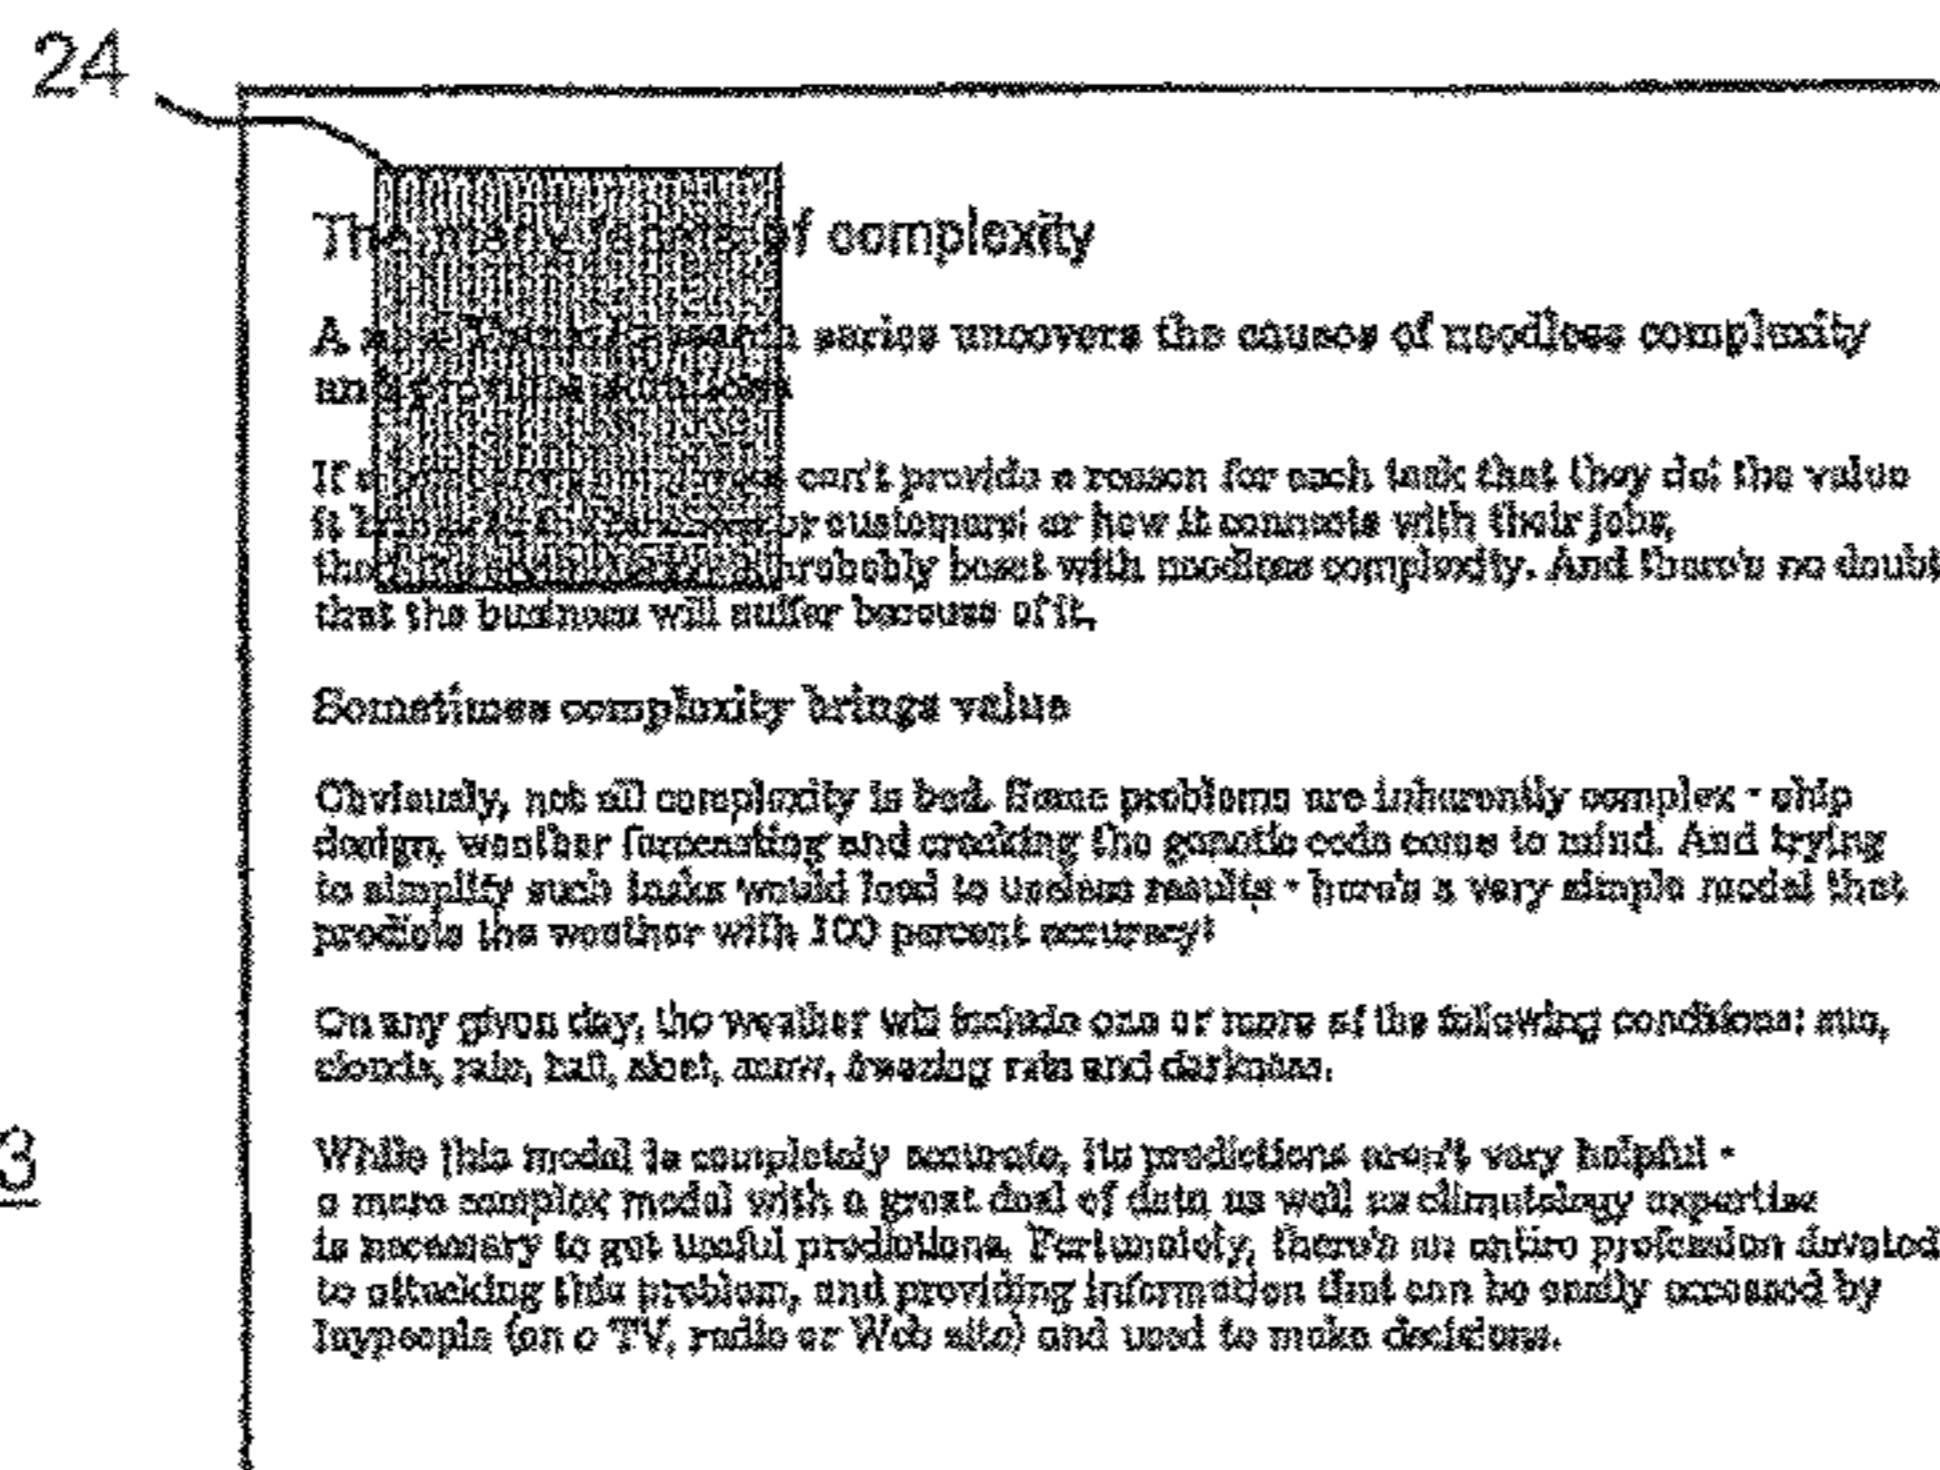 24
The many facets of complexity
A series uncovers the causes of needless complexity
and
If a can't provide a reason for each task that they do; the value
it or customers; or how it connects with their jobs,
probably beset with needless complexity. And there's no doubt
that the business will suffer because of it.
Sometimes complexity brings value
Obviously, not all complexity is bad. Some problems are inherently complex - ship
design, weather forecasting and cracking the genetic code come to mind. And trying
to simplify such tasks would lead to useless results - here's a very simple model that
predicts the weather with 100 percent accuracy:
On any given day, the weather will include one or more of the following conditions: sun,
clouds, rain, hail, sleet, snow, freezing rain and darkness.
3
While this model is completely accurate, its predictions aren't very helpful -
a more complex model with a great deal of data as well as climatology expertise
is necessary to get useful predictions. Fortunately, there's an entire profession devoted
to attacking this problem, and providing information that can be easily accessed by
laypeople (on a TV, radio or Web site) and used to make decisions.